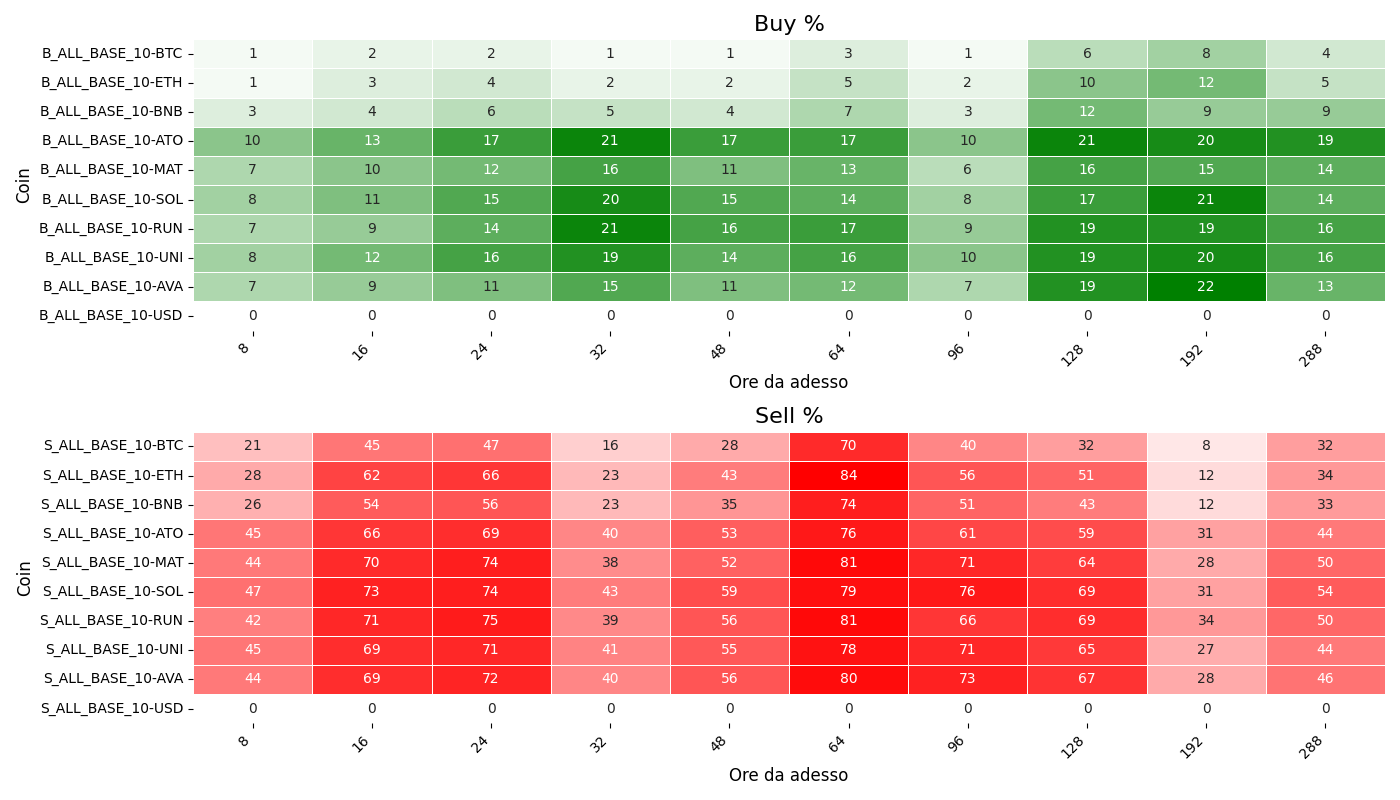 Buy %
Coin
B_ALL_BASE_10-BTC 1 2 2 1 1 3 1 6 8 4
B_ALL_BASE_10-ETH 1 3 4 2 2 5 2 10 12 5
B_ALL_BASE_10-BNB 3 4 6 5 4 7 3 12 9 9
B_ALL_BASE_10-ATO 10 13 17 21 17 17 10 21 20 19
B_ALL_BASE_10-MAT 7 10 12 16 11 13 6 16 15 14
B_ALL_BASE_10-SOL 8 11 15 20 15 14 8 17 21 14
B_ALL_BASE_10-RUN 7 9 14 21 16 17 9 19 19 16
B_ALL_BASE_10-UNI 8 12 16 19 14 16 10 19 20 16
B_ALL_BASE_10-AVA 7 9 11 15 11 12 7 19 22 13
B_ALL_BASE_10-USD 0 0 0 0 0 0 0 0 0 0
8 16 24 32 48 64 96 128 192 288
Ore da adesso
Sell %
Coin
S_ALL_BASE_10-BTC 21 45 47 16 28 70 40 32 8 32
S_ALL_BASE_10-ETH 28 62 66 23 43 84 56 51 12 34
S_ALL_BASE_10-BNB 26 54 56 23 35 74 51 43 12 33
S_ALL_BASE_10-ATO 45 66 69 40 53 76 61 59 31 44
S_ALL_BASE_10-MAT 44 70 74 38 52 81 71 64 28 50
S_ALL_BASE_10-SOL 47 73 74 43 59 79 76 69 31 54
S_ALL_BASE_10-RUN 42 71 75 39 56 81 66 69 34 50
S_ALL_BASE_10-UNI 45 69 71 41 55 78 71 65 27 44
S_ALL_BASE_10-AVA 44 69 72 40 56 80 73 67 28 46
S_ALL_BASE_10-USD 0 0 0 0 0 0 0 0 0 0
8 16 24 32 48 64 96 128 192 288
Ore da adesso